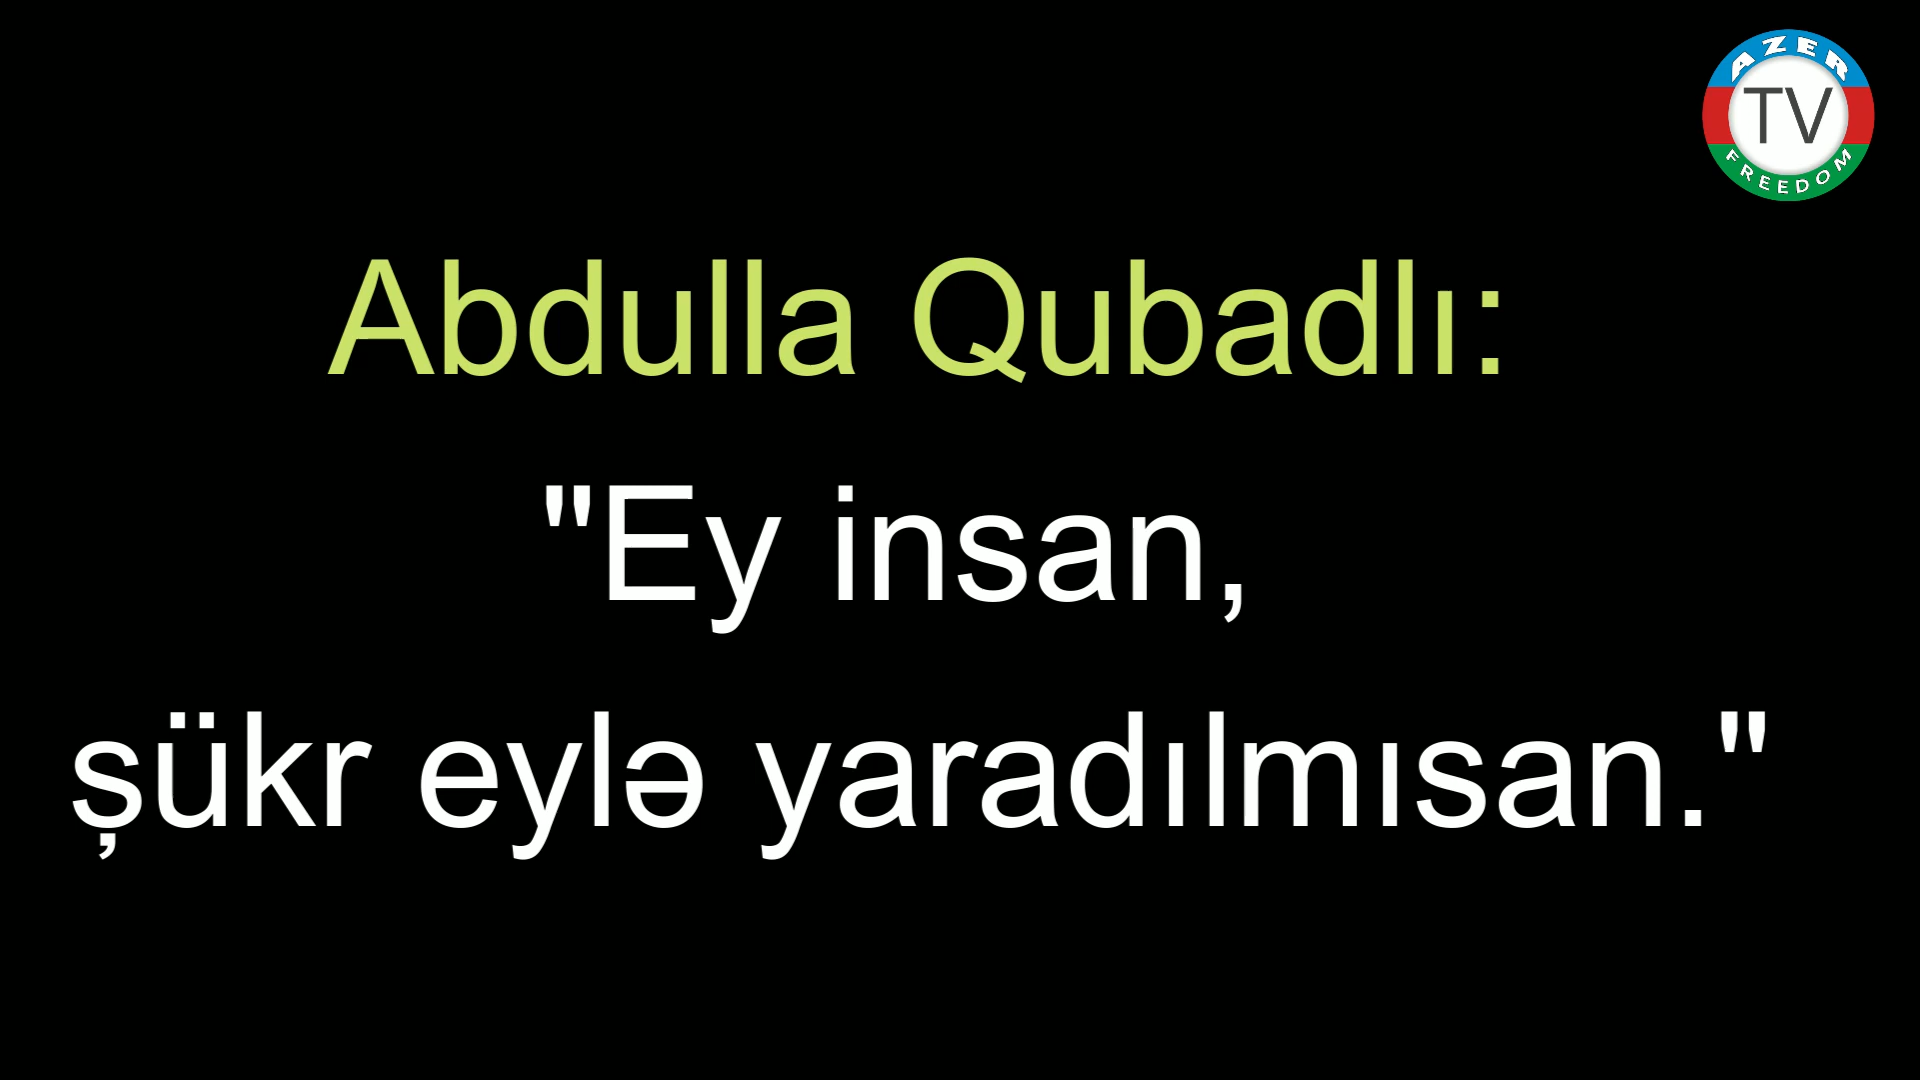 AZER
TV
FREEDOM
Abdulla Qubadlı:
"Ey insan,
şükr eylə yaradılmısan."